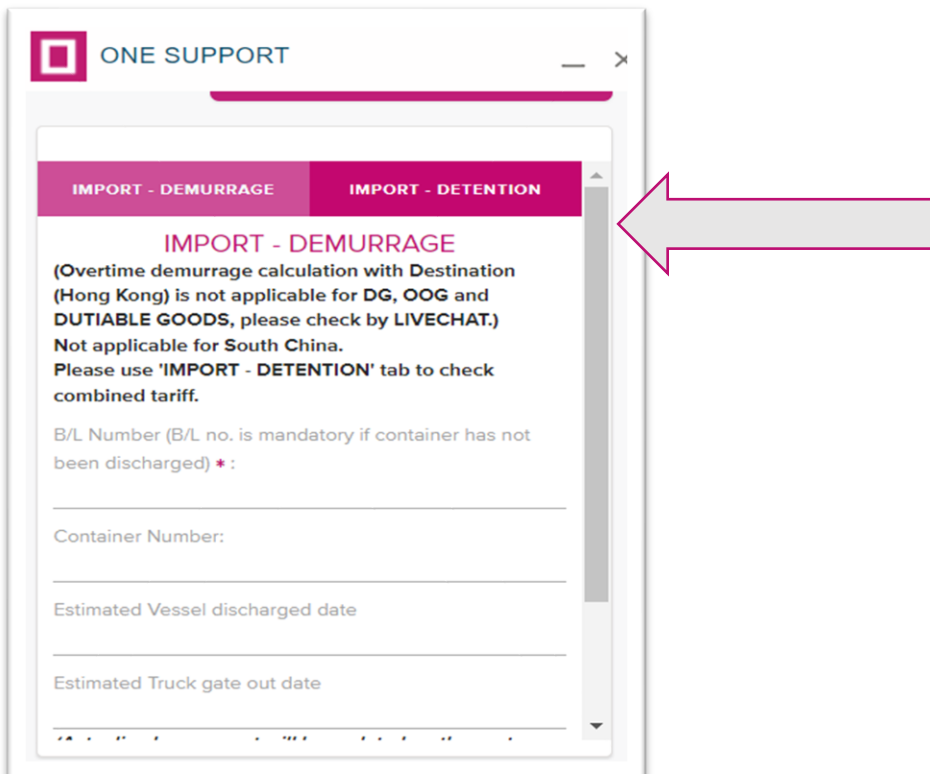 ONE SUPPORT
IMPORT - DEMURRAGE
IMPORT - DETENTION
IMPORT - DEMURRAGE
(Overtime demurrage calculation with Destination
(Hong Kong) is not applicable for DG, OOG and
DUTIABLE GOODS, please check by LIVECHAT.)
Not applicable for South China.
Please use 'IMPORT - DETENTION' tab to check
combined tariff.
B/L Number (B/L no. is mandatory if container has not
been discharged) * :
Container Number:
Estimated Vessel discharged date
Estimated Truck gate out date